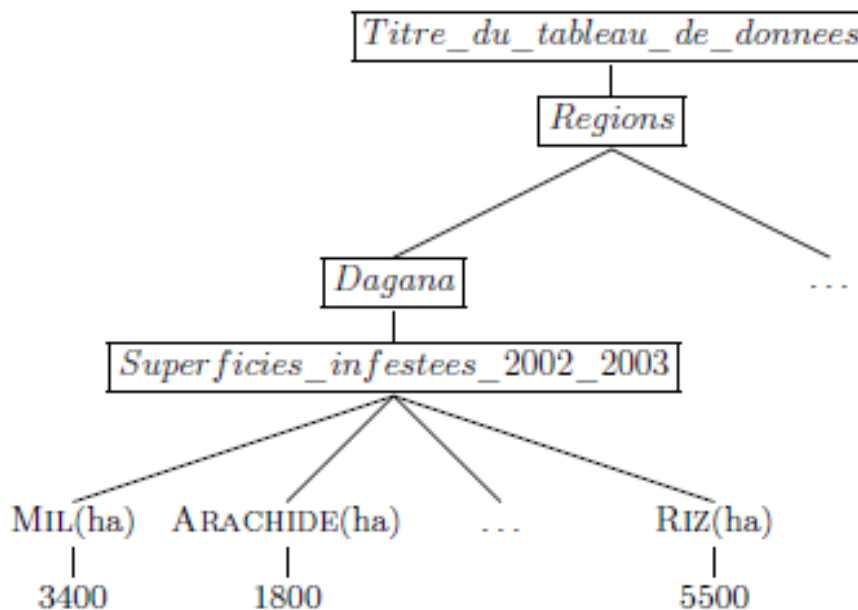 Titre_du_tableau_de_donnees
Regions
Dagana
...
Superficies_infestees_2002_2003
MIL(ha) ARACHIDE(ha) ... RIZ(ha)
3400 1800 5500